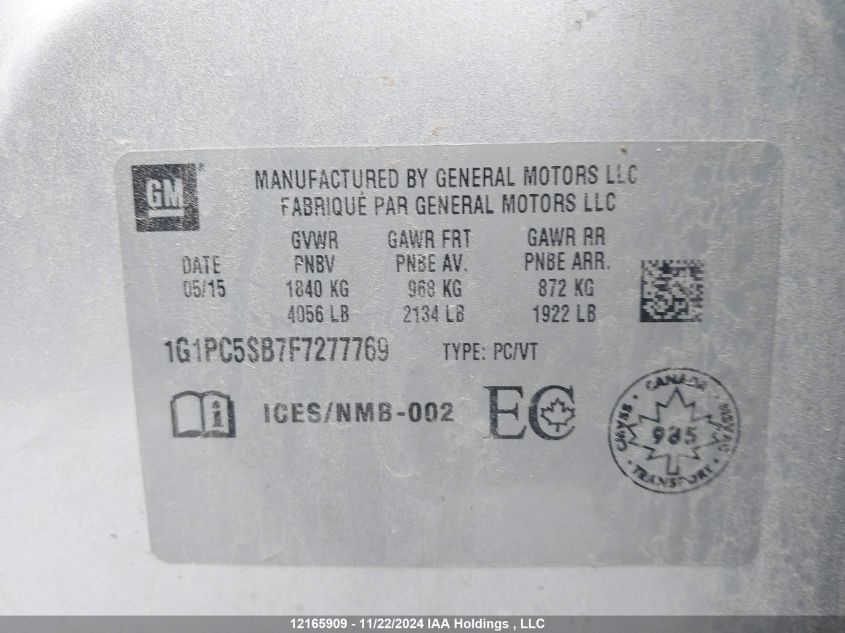 GM
MANUFACTURED BY GENERAL MOTORS LLC
FABRIQUÉ PAR GENERAL MOTORS LLC
GVWR GAWR FRT GAWR RR
DATE PNBV PNBE AV. PNBE ARR.
05/15 1840 KG 968 KG 872 KG
4056 LB 2134 LB 1922 LB
1G1PC5SB7F7277769 TYPE: PC/VT
i ICES/NMB-002 EC
CANADA
985
TRANSPORT
12165909 - 11/22/2024 IAA Holdings , LLC